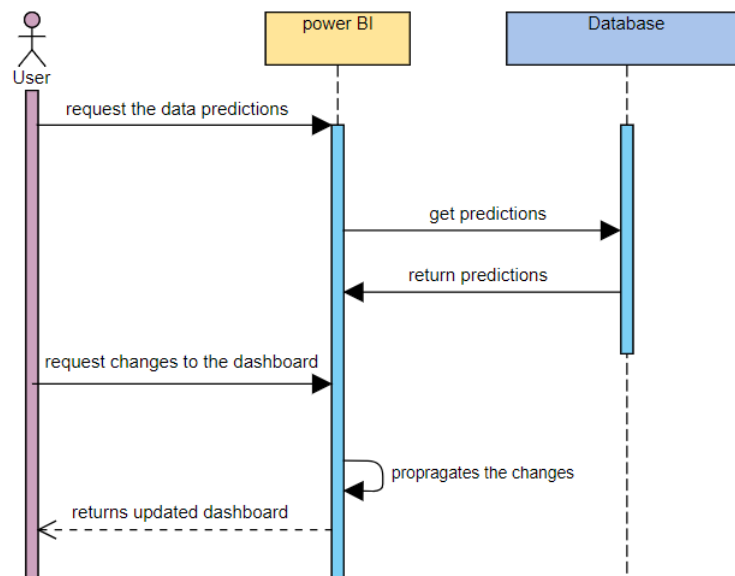 power BI
Database
User
request the data predictions
get predictions
return predictions
request changes to the dashboard
propragates the changes
returns updated dashboard